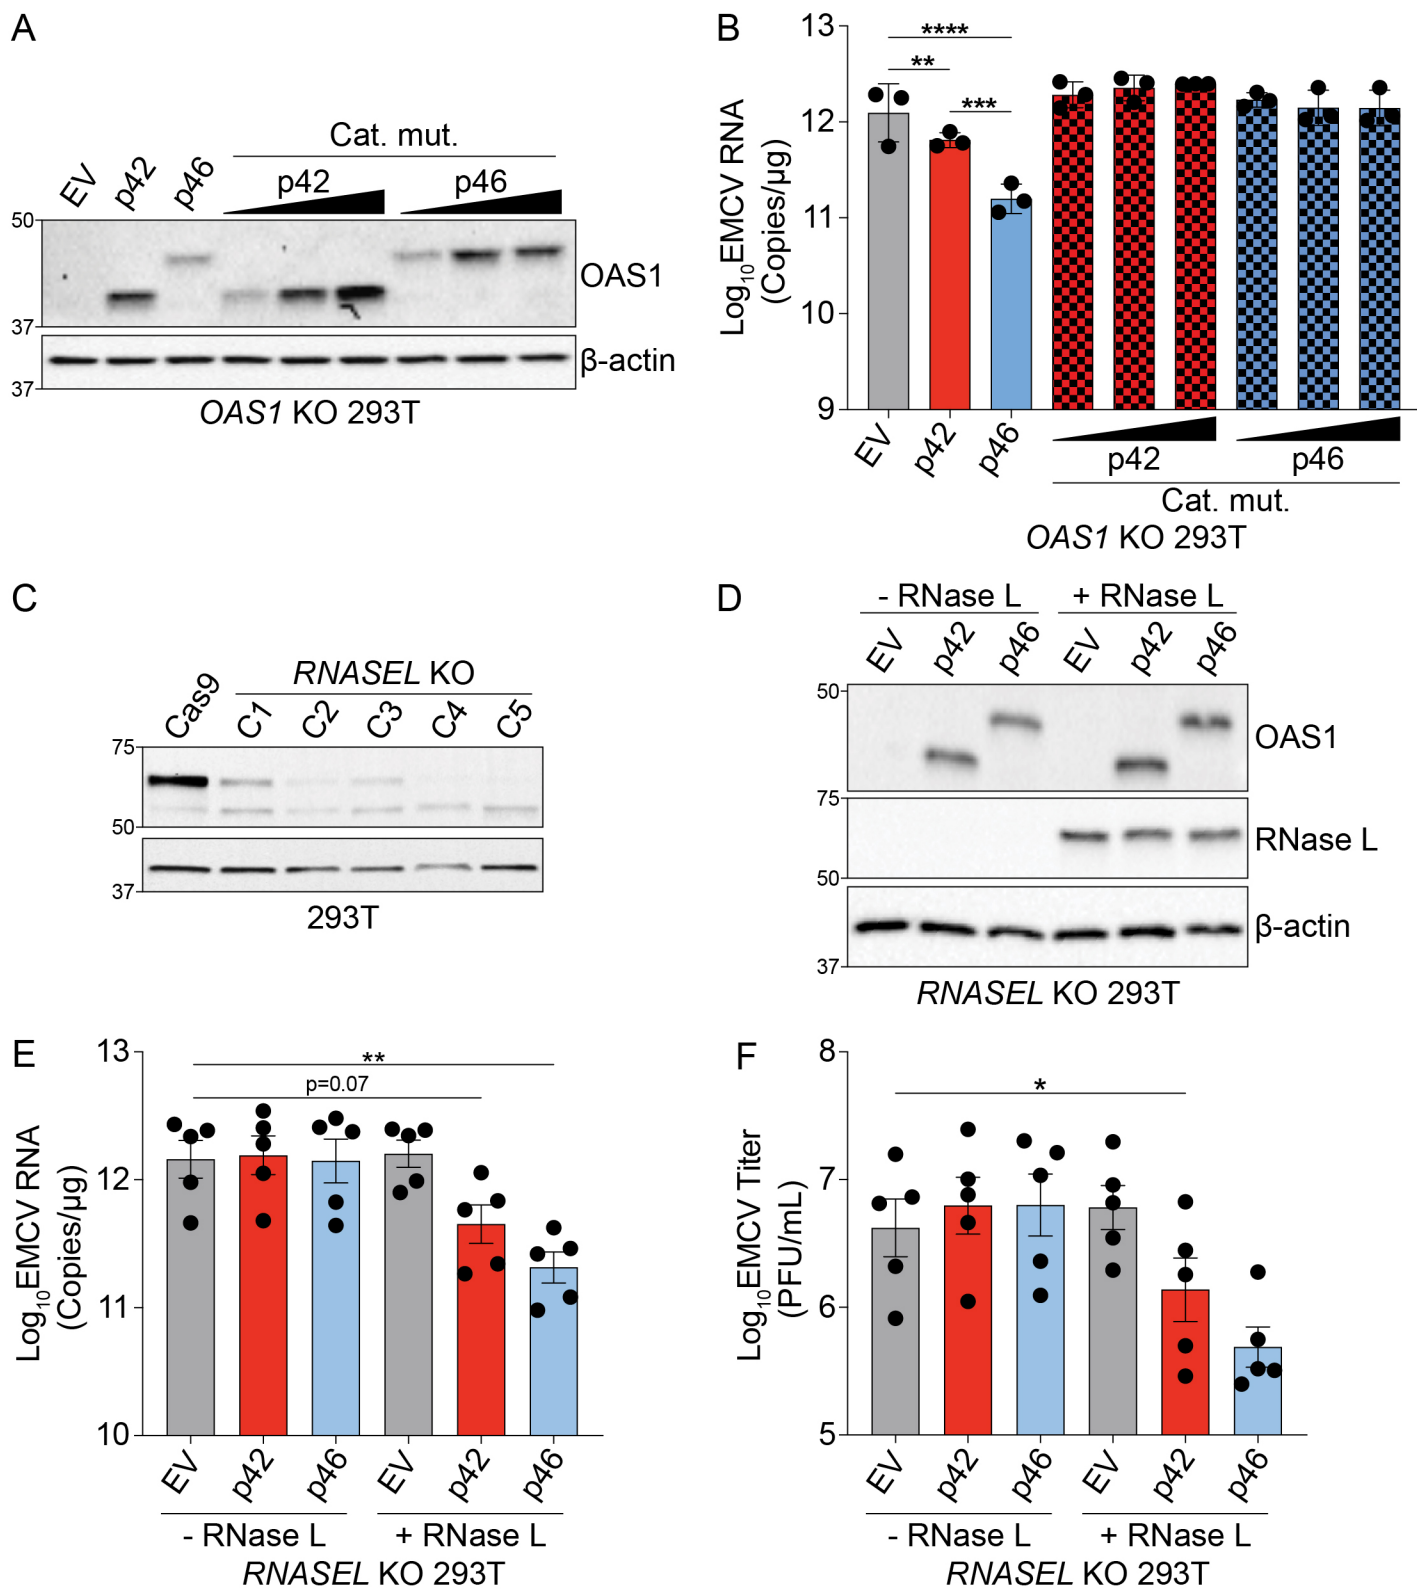 A
Cat. mut.
EV
p42
p46
p42
p46
50
37
OAS1
37
β-actin
OAS1 KO 293T
B
13
12
11
10
9
Log10EMCV RNA
(Copies/µg)
****
**
***
EV
p42
p46
p42
p46
Cat. mut.
OAS1 KO 293T
C
RNASEL KO
Cas9
C1
C2
C3
C4
C5
75
50
37
293T
D
- RNase L
+ RNase L
EV
p42
p46
EV
p42
p46
50
OAS1
75
50
RNase L
37
β-actin
RNASEL KO 293T
E
13
12
11
10
Log10EMCV RNA
(Copies/µg)
**
p=0.07
EV
p42
p46
EV
p42
p46
- RNase L
+ RNase L
RNASEL KO 293T
F
8
7
6
5
Log10EMCV Titer
(PFU/mL)
*
EV
p42
p46
EV
p42
p46
- RNase L
+ RNase L
RNASEL KO 293T